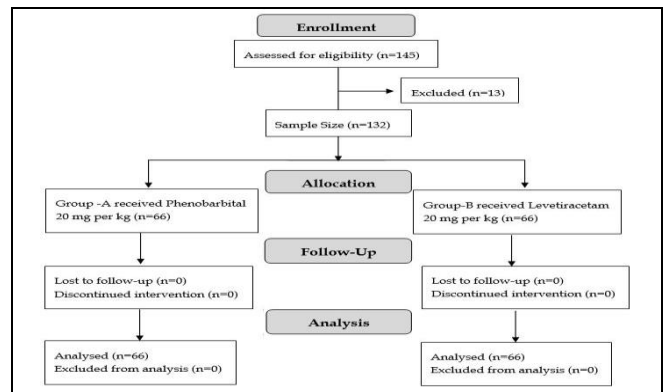 Enrollment
Assessed for eligibility (n=145)
Excluded (n=13)
Sample Size (n=132)
Allocation
Group -A received Phenobarbital
20 mg per kg (n=66)
Group-B received Levetiracetam
20 mg per kg (n=66)
Follow-Up
Lost to follow-up (n=0)
Discontinued intervention (n=0)
Lost to follow-up (n=0)
Discontinued intervention (n=0)
Analysis
Analysed (n=66)
Excluded from analysis (n=0)
Analysed (n=66)
Excluded from analysis (n=0)